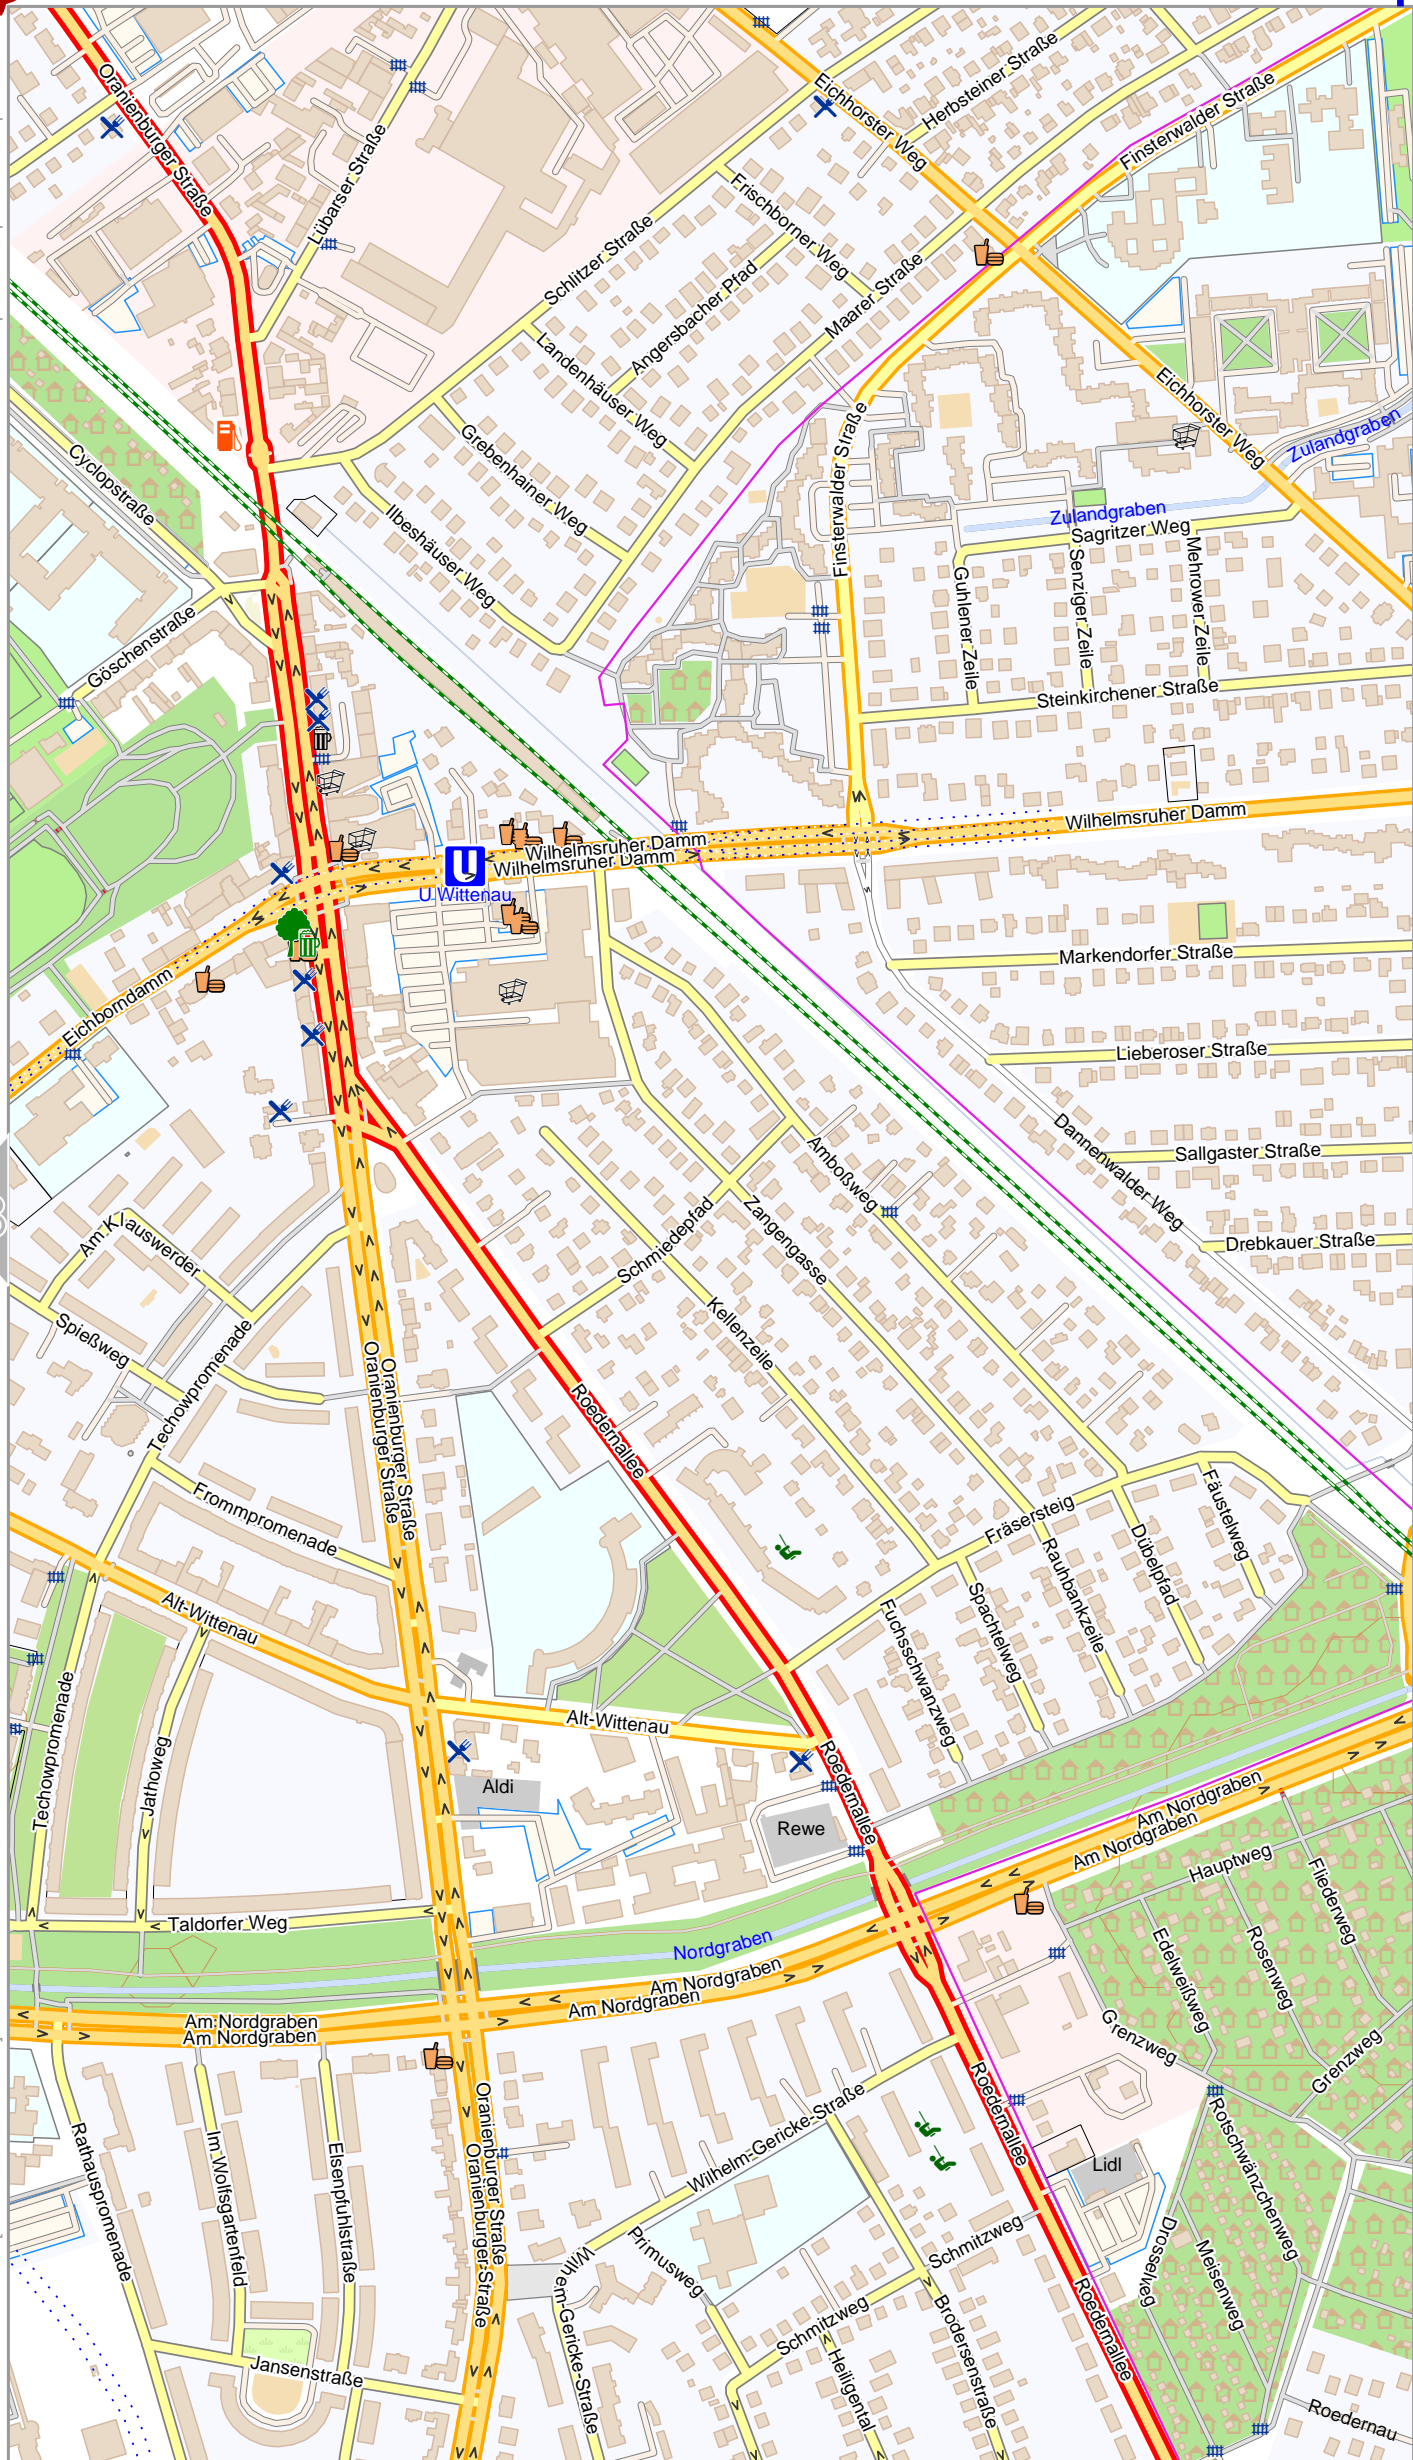 Oranienburger Straße
Lübarser Straße
Eichhorster Weg
Herbsteiner Straße
Finsterwalder Straße
Frischborner Weg
Schlitzer Straße
Angersbacher Pfad
Maarer Straße
Landenhäuser Weg
Eichhorster Weg
Zulandgraben
Cyclopstraße
Grebenhainer Weg
Finsterwalder Straße
Ilbeshäuser Weg
Zulandgraben
Sagritzer Weg
Göschenstraße
Guhlener Zeile
Senziger Zeile
Mehrower Zeile
Steinkirchener Straße
Wilhelmsruher Damm
Wilhelmsruher Damm
Wilhelmsruher Damm
U
U Wittenau
Eichborndamm
Markendorfer Straße
Lieberoser Straße
Dannenwalder Weg
Sallgaster Straße
Drebkauer Straße
Amboßweg
Zangengasse
Schmiedepfad
Kellenzeile
Am Klauswerder
Spießweg
Techowpromenade
Oranienburger Straße
Oranienburger Straße
Roedernallee
Frommpromenade
Fräsersteig
Fäustelweg
Dübelpfad
Rauhbankzeile
Spachtelweg
Fuchsschwanzweg
Alt-Wittenau
Alt-Wittenau
Techowpromenade
Jathoweg
Aldi
Rewe
Roedernallee
Am Nordgraben
Am Nordgraben
Hauptweg
Fliederweg
Rosenweg
Edelweißweg
Taldorfer Weg
Nordgraben
Am Nordgraben
Am Nordgraben
Am Nordgraben
Am Nordgraben
Grenzweg
Grenzweg
Roedernallee
Rathauspromenade
Im Wolfsgartenfeld
Elsenpfuhlstraße
Oranienburger Straße
Oranienburger Straße
Wilhelm-Gericke-Straße
Wilhelm-Gericke-Straße
Primusweg
Lidl
Rotschwänzchenweg
Drosselweg
Meisenweg
Schmitzweg
Schmitzweg
Brodersenstraße
Heiligental
Roedernallee
Jansenstraße
Roedernau